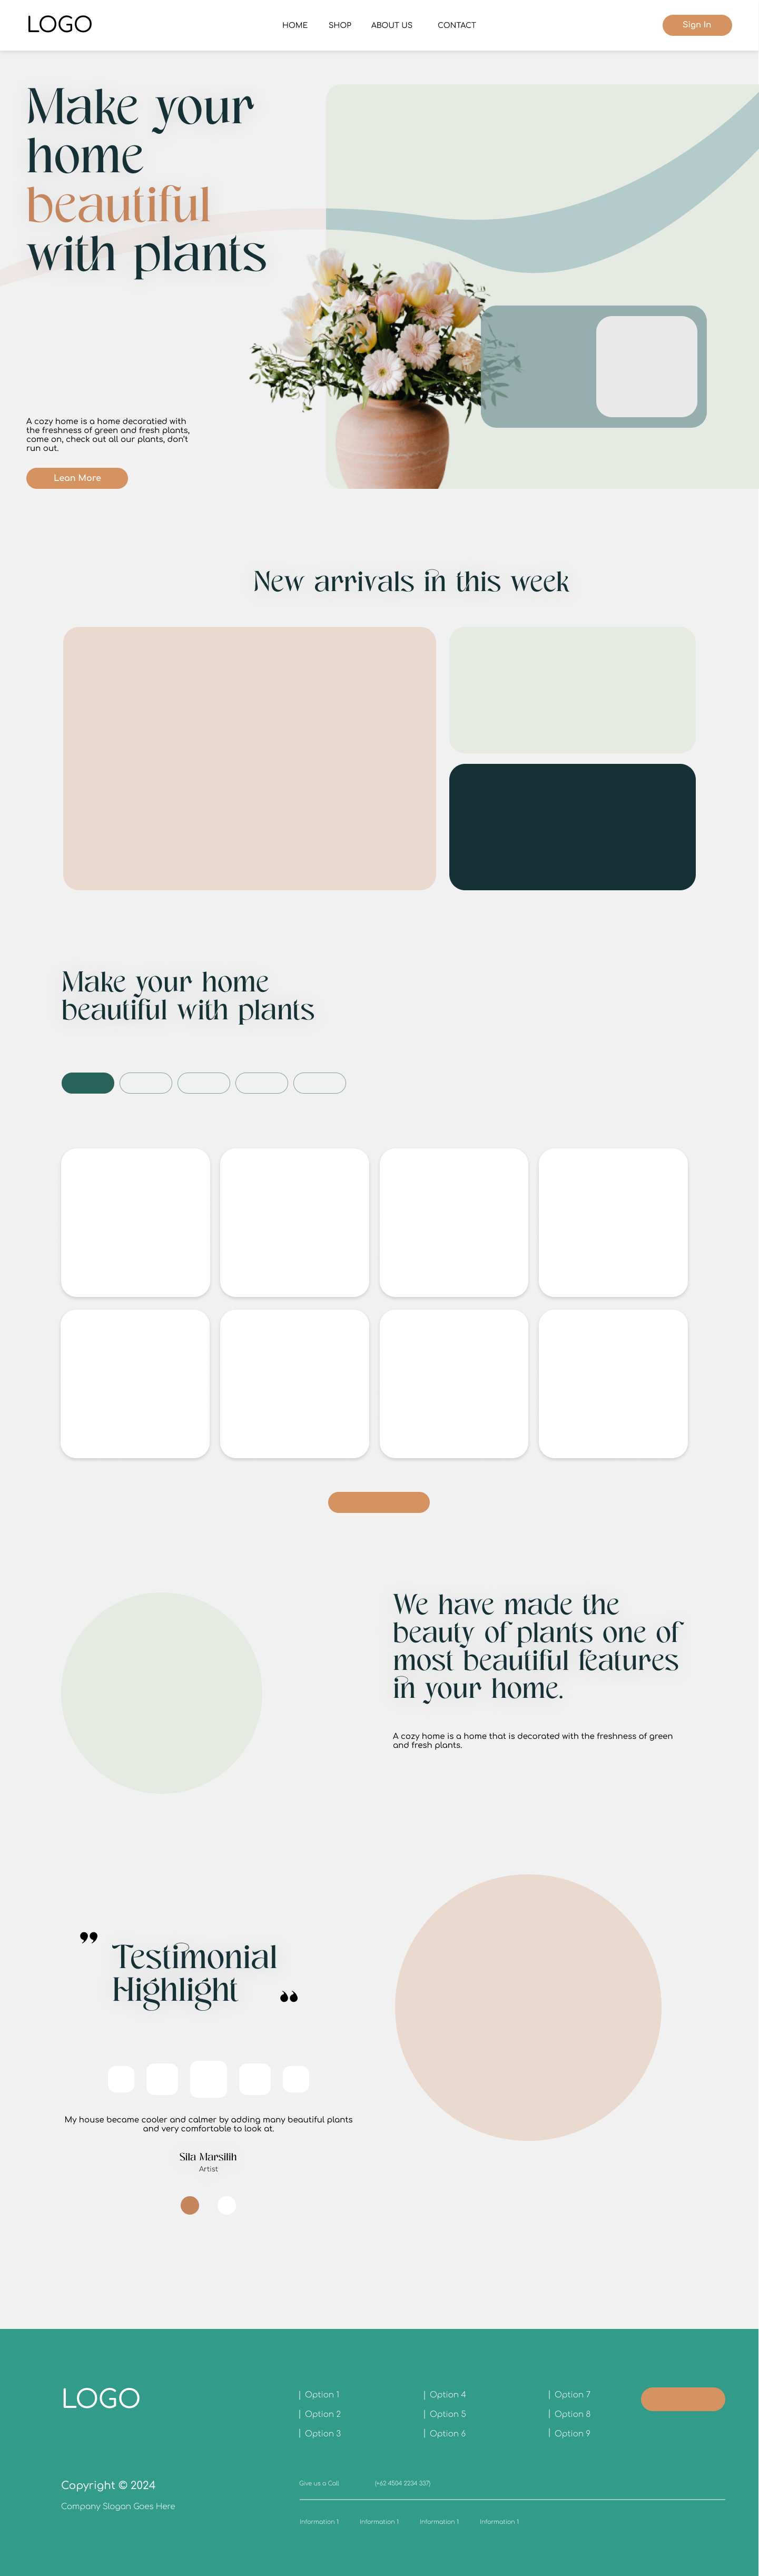 LOGO
HOME
SHOP
ABOUT US
CONTACT
Sign In
Make your
home
beautiful
with plants
A cozy home is a home decoratied with
the freshness of green and fresh plants,
come on, check out all our plants, don't
run out.
Lean More
New arrivals in this week
Make your home
beautiful with plants
We have made the
beauty of plants one of
most beautiful features
in your home.
A cozy home is a home that is decorated with the freshness of green
and fresh plants.
Testimonial
Highlight
My house became cooler and calmer by adding many beautiful plants
and very comfortable to look at.
Sila Marsilih
Artist
LOGO
Option 1
Option 2
Option 3
Option 4
Option 5
Option 6
Option 7
Option 8
Option 9
Copyright © 2024
Company Slogan Goes Here
Give us a Call
(+62 4504 2234 337)
Information 1
Information 1
Information 1
Information 1